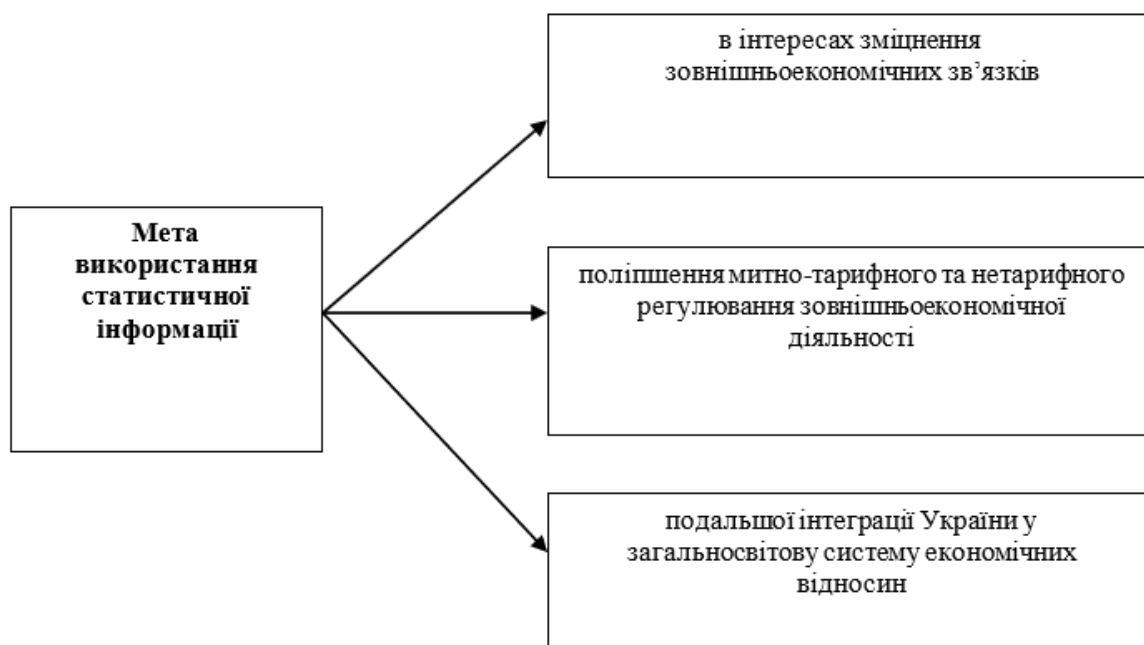 в інтересах зміцнення
зовнішньоекономічних зв’язків
Мета
використання
статистичної
інформації
поліпшення митно-тарифного та нетарифного
регулювання зовнішньоекономічної
діяльності
подальшої інтеграції України у
загальносвітову систему економічних
відносин